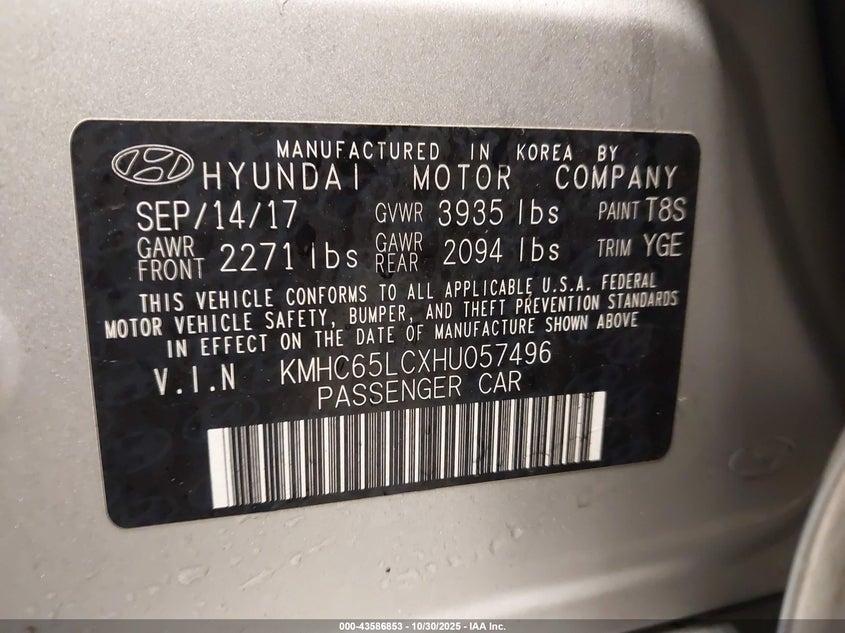 MANUFACTURED IN KOREA BY
HYUNDAI MOTOR COMPANY
SEP/14/17 GVWR 3935 lbs PAINT T8S
GAWR FRONT 2271 lbs GAWR REAR 2094 lbs TRIM YGE
THIS VEHICLE CONFORMS TO ALL APPLICABLE U.S.A. FEDERAL
MOTOR VEHICLE SAFETY, BUMPER, AND THEFT PREVENTION STANDARDS
IN EFFECT ON THE DATE OF MANUFACTURE SHOWN ABOVE
V.I.N KMHC65LCXHU057496
PASSENGER CAR
000-43586853 • 10/30/2025 - IAA Inc.